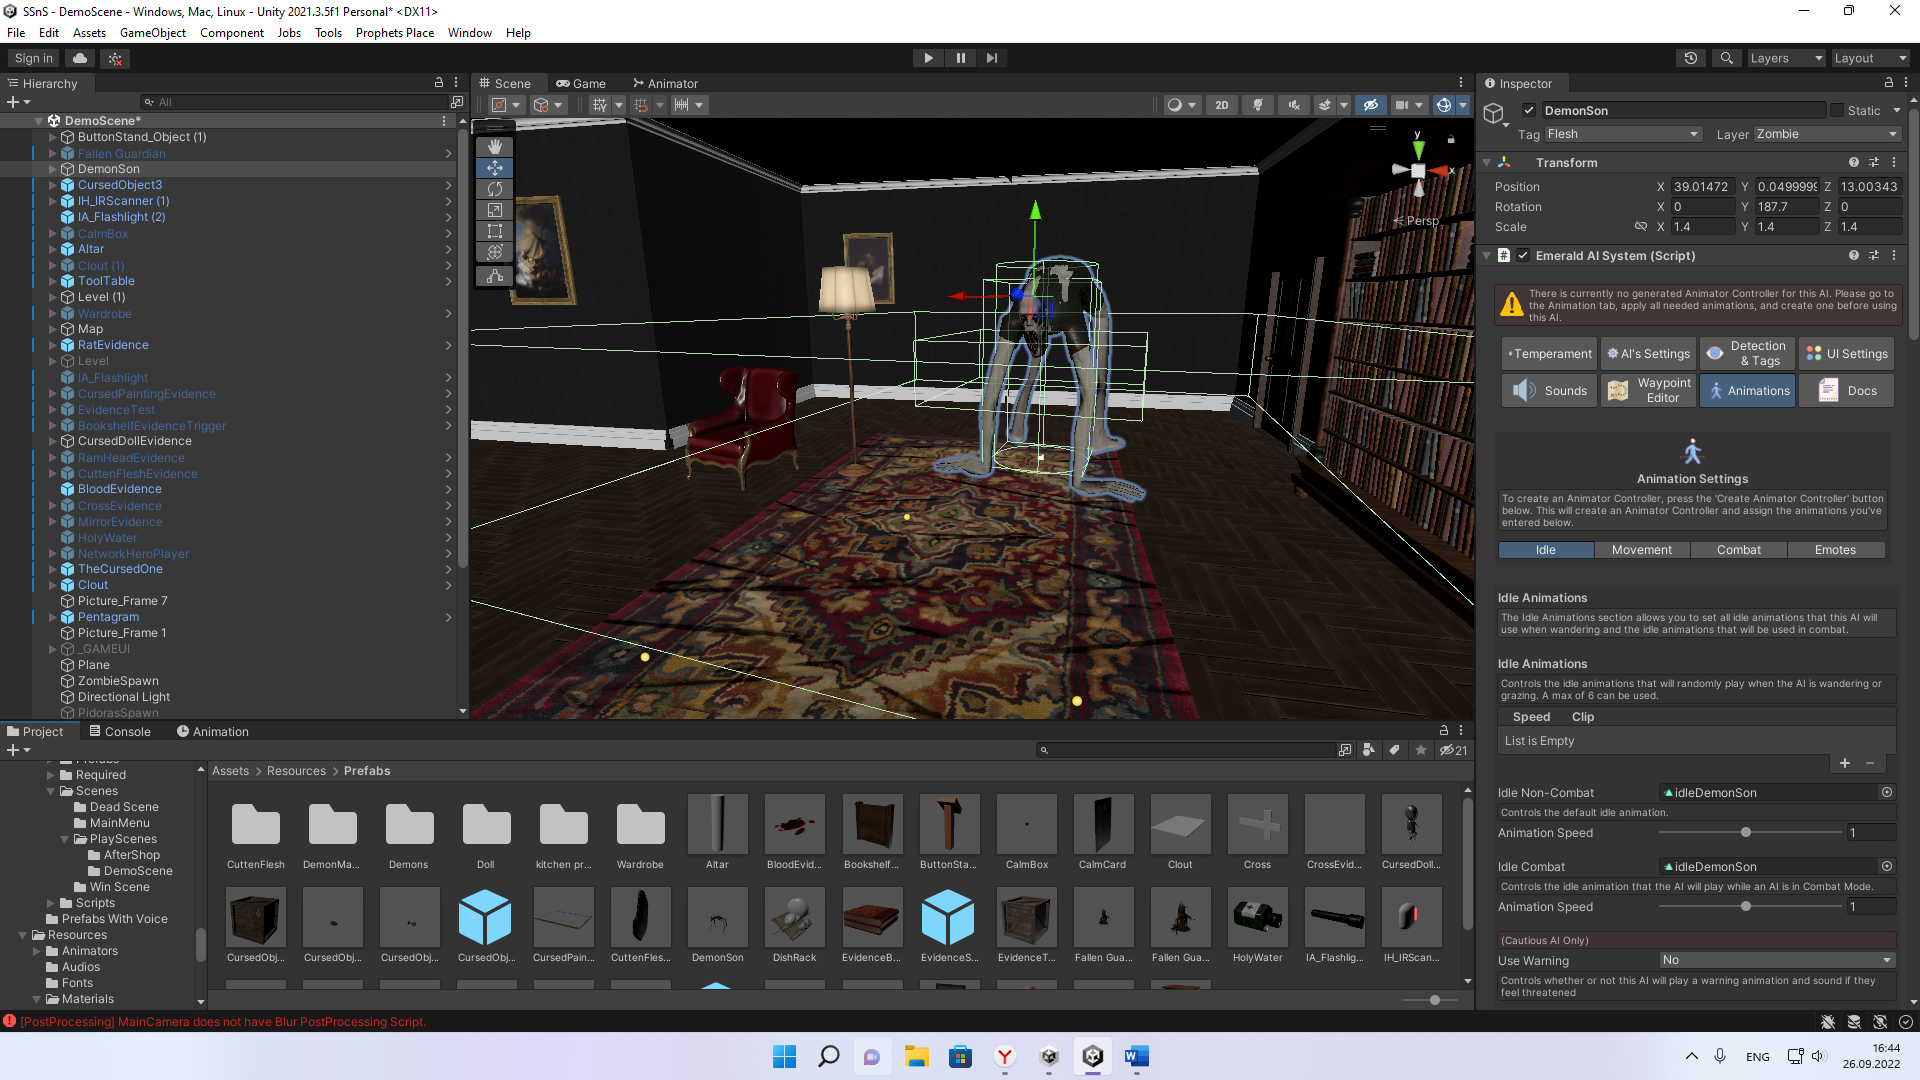 SSnS - DemoScene - Windows, Mac, Linux - Unity 2021.3.5f1 Personal* <DX11>
File Edit Assets GameObject Component Jobs Tools Prophets Place Window Help
Sign in
Layers
Layout
Hierarchy
All
DemoScene*
ButtonStand_Object (1)
Fallen Guardian
DemonSon
CursedObject3
IH_IRScanner (1)
IA_Flashlight (2)
CalmBox
Altar
Clout (1)
ToolTable
Level (1)
Wardrobe
Map
RatEvidence
Level
IA_Flashlight
CursedPaintingEvidence
EvidenceTest
BookshelfEvidenceTrigger
CursedDollEvidence
RamHeadEvidence
CuttenFleshEvidence
BloodEvidence
CrossEvidence
MirrorEvidence
HolyWater
NetworkHeroPlayer
TheCursedOne
Clout
Picture_Frame 7
Pentagram
Picture_Frame 1
_GAMEUI
Plane
ZombieSpawn
Directional Light
PidorasSpawn
Scene Game Animator
2D
y
x
Persp
Inspector
DemonSon
Static
Tag Flesh
Layer Zombie
Transform
Position X 39.01472 Y 0.0499999 Z 13.00343
Rotation X 0 Y 187.7 Z 0
Scale X 1.4 Y 1.4 Z 1.4
Emerald AI System (Script)
There is currently no generated Animator Controller for this AI. Please go to
the Animation tab, apply all needed animations, and create one before using
this AI.
Temperament AI's Settings Detection & Tags UI Settings
Sounds Waypoint Editor Animations Docs
Animation Settings
To create an Animator Controller, press the 'Create Animator Controller' button
below. This will create an Animator Controller and assign the animations you've
entered below.
Idle Movement Combat Emotes
Idle Animations
The Idle Animations section allows you to set all idle animations that this AI will
use when wandering and the idle animations that will be used in combat.
Idle Animations
Controls the idle animations that will randomly play when the AI is wandering or
grazing. A max of 6 can be used.
Speed Clip
List is Empty
Idle Non-Combat idleDemonSon
Controls the default idle animation.
Animation Speed 1
Idle Combat idleDemonSon
Controls the idle animation that the AI will play while an AI is in Combat Mode.
Animation Speed 1
(Cautious AI Only)
Use Warning No
Controls whether or not this AI will play a warning animation and sound if they
feel threatened
Project Console Animation
21
Required
Scenes
Dead Scene
MainMenu
PlayScenes
AfterShop
DemoScene
Win Scene
Scripts
Prefabs With Voice
Resources
Animators
Audios
Fonts
Materials
Assets > Resources > Prefabs
CuttenFlesh DemonMa... Demons Doll kitchen pr... Wardrobe Altar BloodEvid... Bookshelf... ButtonSta... CalmBox CalmCard Clout Cross CrossEvid... CursedDoll...
CursedObj... CursedObj... CursedObj... CursedObj... CursedPain... CuttenFles... DemonSon DishRack EvidenceB... EvidenceS... EvidenceT... Fallen Gua... Fallen Gua... HolyWater IA_Flashlig... IH_IRScan...
[PostProcessing] MainCamera does not have Blur PostProcessing Script.
ENG
16:44
26.09.2022